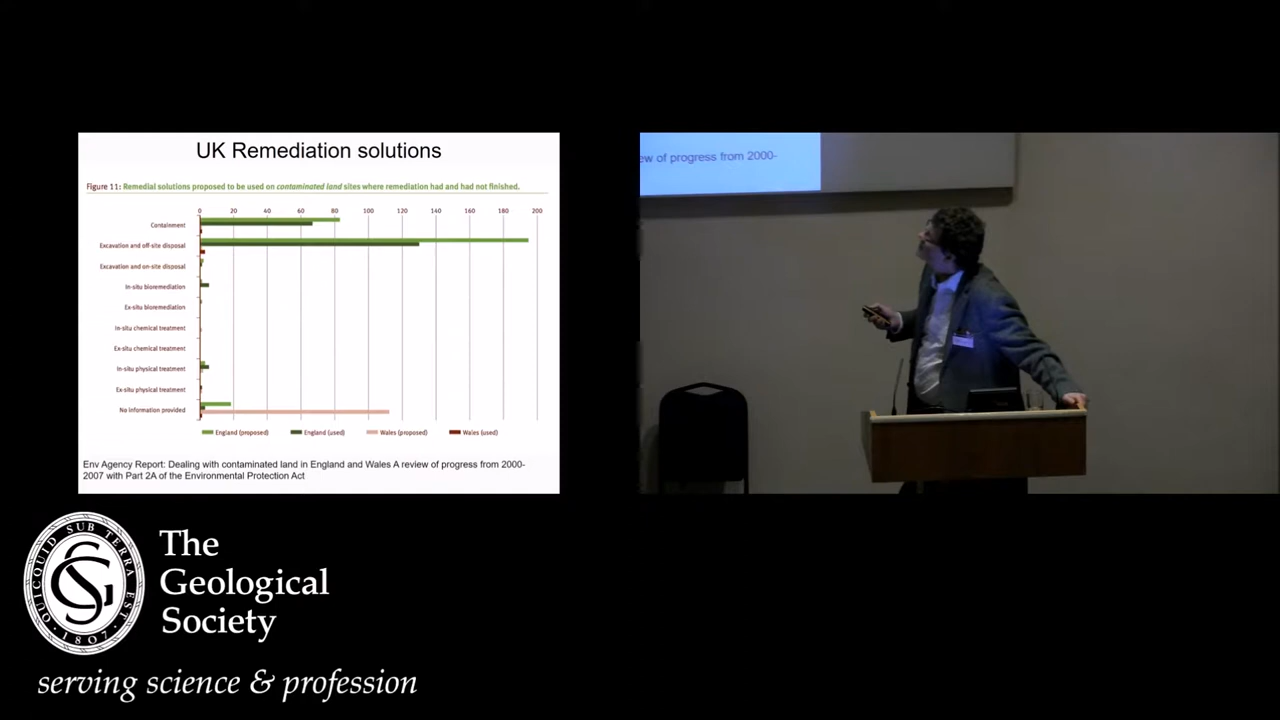 UK Remediation solutions
Figure 11: Remedial solutions proposed to be used on contaminated land sites where remediation had and had not finished.
0 20 40 60 80 100 120 140 160 180 200
Containment
Excavation and off-site disposal
Excavation and on-site disposal
In-situ bioremediation
Ex-situ bioremediation
In-situ chemical treatment
Ex-situ chemical treatment
In-situ physical treatment
Ex-situ physical treatment
No information provided
England (proposed) England (used) Wales (proposed) Wales (used)
Env Agency Report: Dealing with contaminated land in England and Wales A review of progress from 2000-
2007 with Part 2A of the Environmental Protection Act
ew of progress from 2000-
QUICQUID SUB TERRA EST
1807
The
Geological
Society
serving science & profession